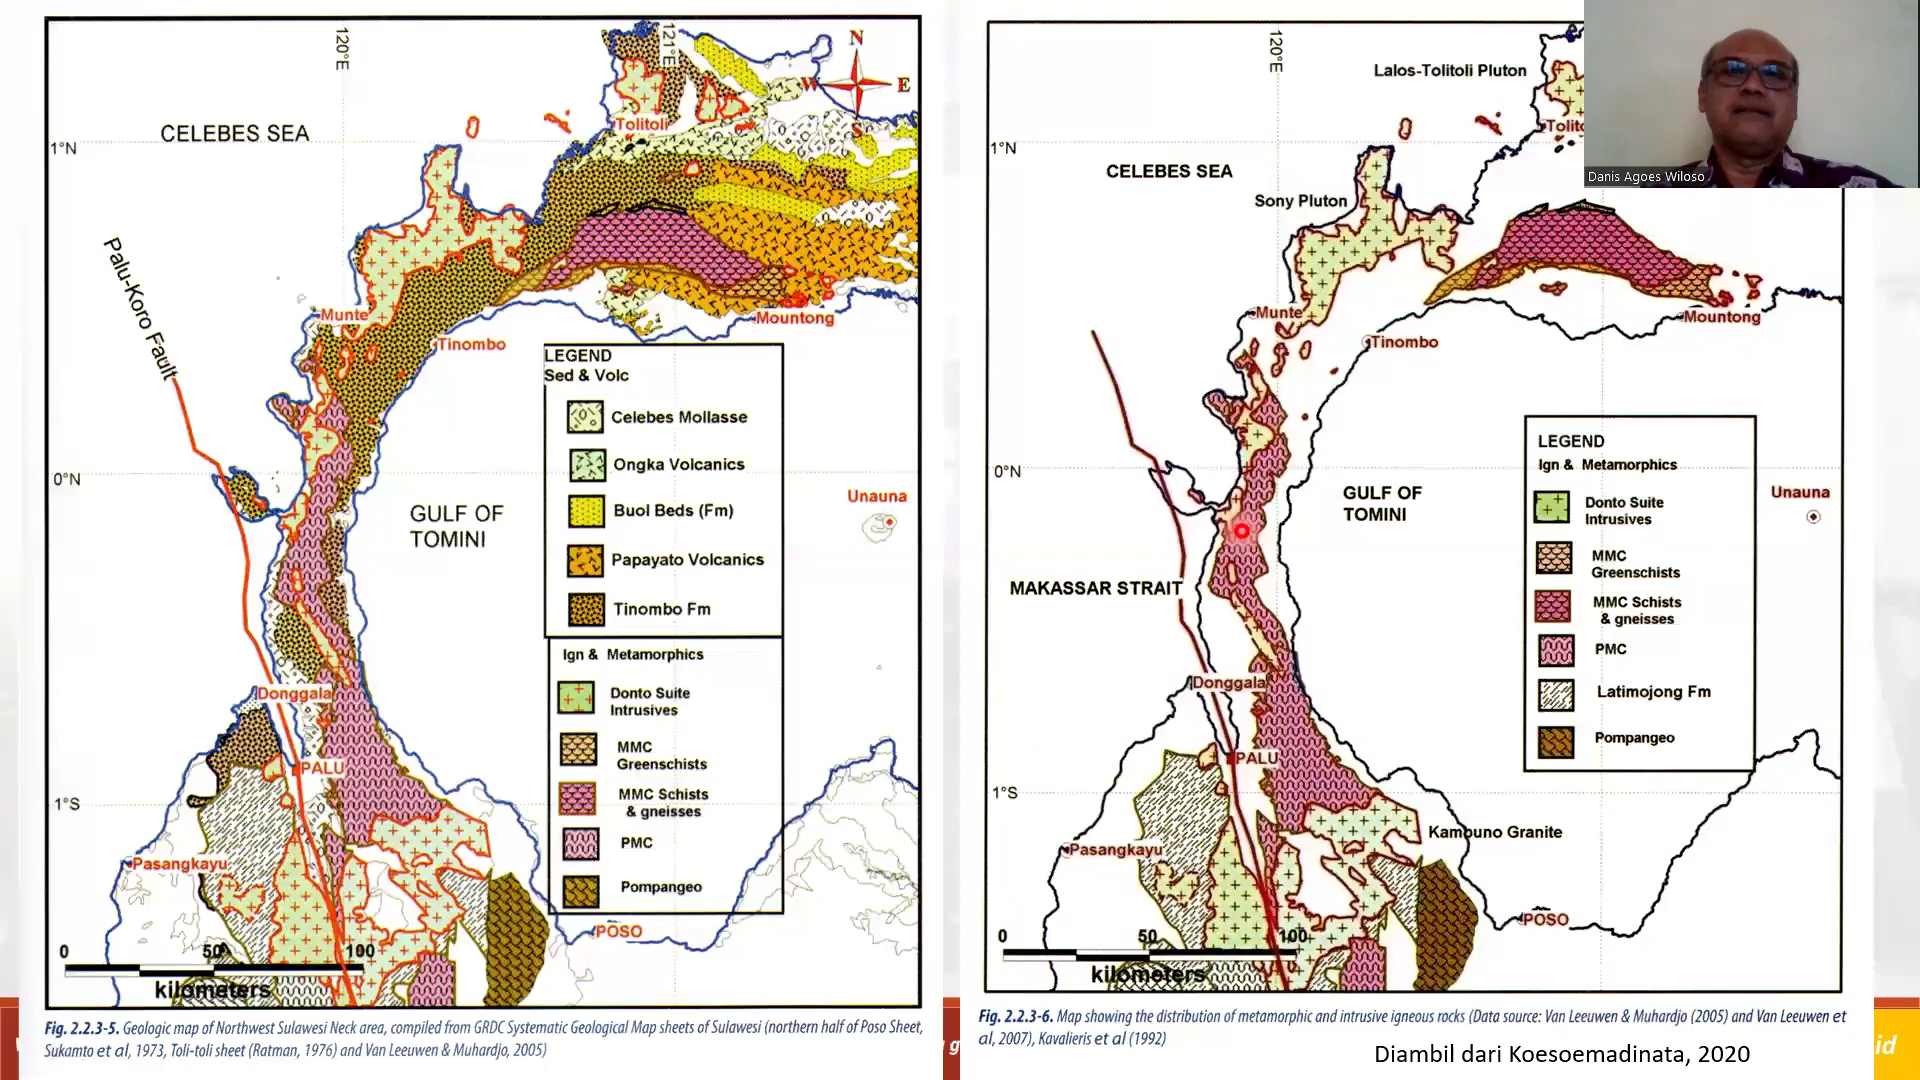 120°E
121°E
N
W
E
S
Tolitoli
CELEBES SEA
1°N
Palu-Koro Fault
Munte
Tinombo
Mountong
LEGEND
Sed & Volc
Celebes Mollasse
Ongka Volcanics
Buol Beds (Fm)
Papayato Volcanics
Tinombo Fm
Ign & Metamorphics
Donto Suite
Intrusives
MMC
Greenschists
MMC Schists
& gneisses
PMC
Pompangeo
0°N
GULF OF
TOMINI
Unauna
Donggala
PALU
1°S
Pasangkayu
POSO
0 50 100
kilometers
Fig. 2.2.3-5. Geologic map of Northwest Sulawesi Neck area, compiled from GRDC Systematic Geological Map sheets of Sulawesi (northern half of Poso Sheet,
Sukamto et al, 1973, Toli-toli sheet (Ratman, 1976) and Van Leeuwen & Muhardjo, 2005)
120°E
Lalos-Tolitoli Pluton
Danis Agoes Wiloso
1°N
CELEBES SEA
Sony Pluton
Munte
Tinombo
Mountong
LEGEND
Ign & Metamorphics
Donto Suite
Intrusives
MMC
Greenschists
MMC Schists
& gneisses
PMC
Latimojong Fm
Pompangeo
0°N
GULF OF
TOMINI
Unauna
MAKASSAR STRAIT
Donggala
PALU
1°S
Kambuno Granite
Pasangkayu
POSO
0 50 100
kilometers
Fig. 2.2.3-6. Map showing the distribution of metamorphic and intrusive igneous rocks (Data source: Van Leeuwen & Muhardjo (2005) and Van Leeuwen et
al, 2007), Kavalieris et al (1992)
Diambil dari Koesoemadinata, 2020
id